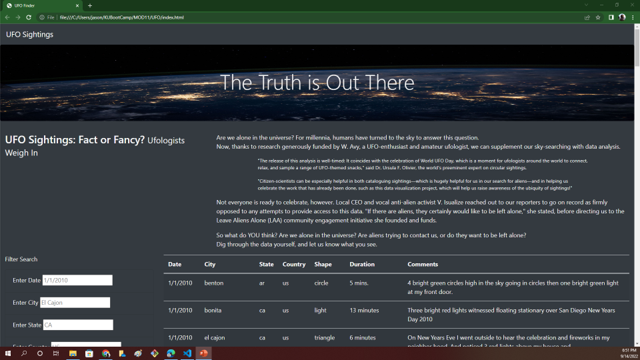 UFO Finder
File | file:///C:/Users/jason/KUBootCamp/MOD11/UFO/index.html
UFO Sightings
The Truth is Out There
UFO Sightings: Fact or Fancy? Ufologists
Weigh In
Are we alone in the universe? For millennia, humans have turned to the sky to answer this question.
Now, thanks to research generously funded by W. Avy, a UFO-enthusiast and amateur ufologist, we can supplement our sky-searching with data analysis.
"The release of this analysis is well-timed: It coincides with the celebration of World UFO Day, which is a moment for ufologists around the world to connect,
relax, and sample a range of UFO-themed snacks," said Dr. Ursula F. Olivier, the world's preeminent expert on circular sightings.
"Citizen-scientists can be especially helpful in both cataloguing sightings—which is hugely helpful for us in our search for aliens—and in helping us
celebrate the work that has already been done, such as this data visualization project, which will help us raise awareness of the ubiquity of sightings!"
Not everyone is ready to celebrate, however. Local CEO and vocal anti-alien activist V. Isualize reached out to our reporters to go on record as firmly
opposed to any attempts to provide access to this data. "If there are aliens, they certainly would like to be left alone," she stated, before directing us to the
Leave Aliens Alone (LAA) community engagement initiative she founded and funds.
So what do YOU think? Are we alone in the universe? Are aliens trying to contact us, or do they want to be left alone?
Dig through the data yourself, and let us know what you see.
Filter Search
Enter Date 1/1/2010
Enter City El Cajon
Enter State CA
Date City State Country Shape Duration Comments
1/1/2010 benton ar us circle 5 mins. 4 bright green circles high in the sky going in circles then one bright green light
at my front door.
1/1/2010 bonita ca us light 13 minutes Three bright red lights witnessed floating stationary over San Diego New Years
Day 2010
1/1/2010 el cajon ca us triangle 6 minutes On New Years Eve I went outside to hear the celebration and fireworks in my
8:51 PM